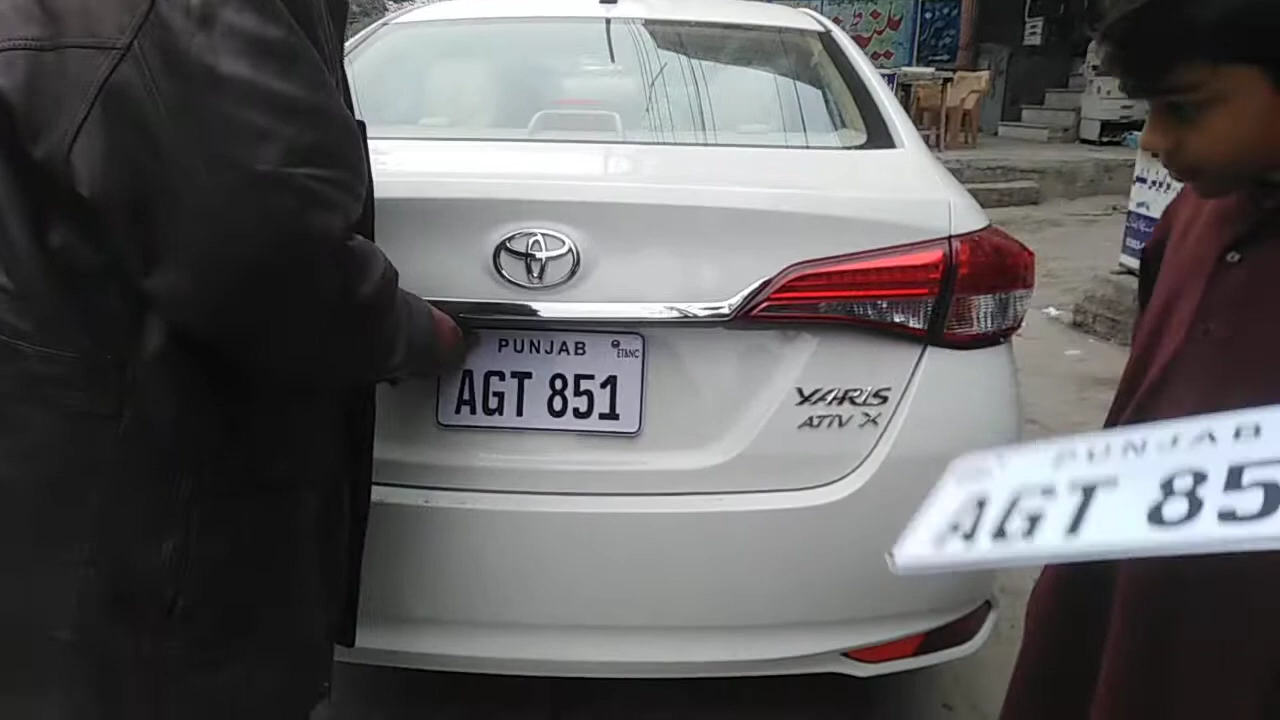 PUNJAB
ET&NC
AGT 851
YARIS
ATIV X
PUNJAB
AGT 85